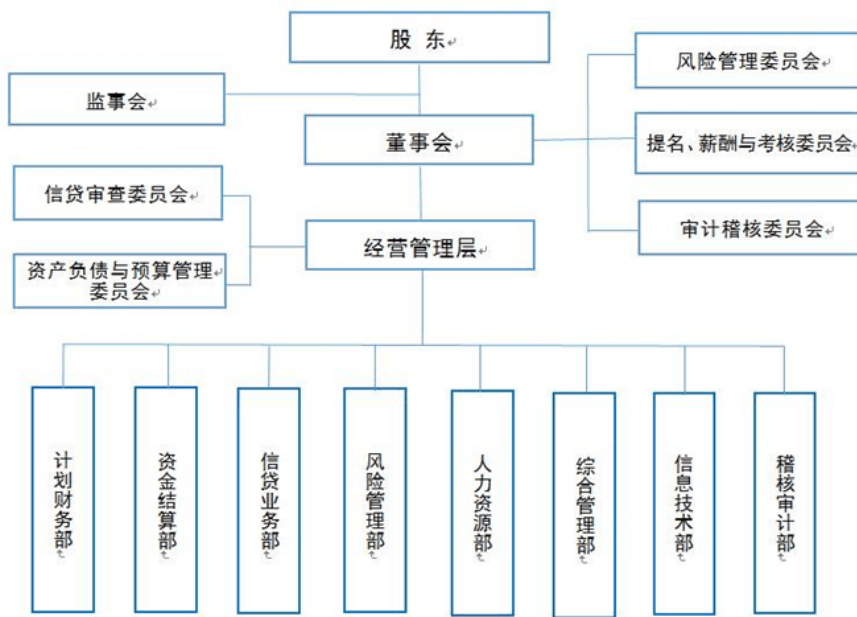 股 东
风险管理委员会
监事会
董事会
提名、薪酬与考核委员会
信贷审查委员会
经营管理层
审计稽核委员会
资产负债与预算管理
委员会
计划财务部
资金结算部
信贷业务部
风险管理部
人力资源部
综合管理部
信息技术部
稽核审计部